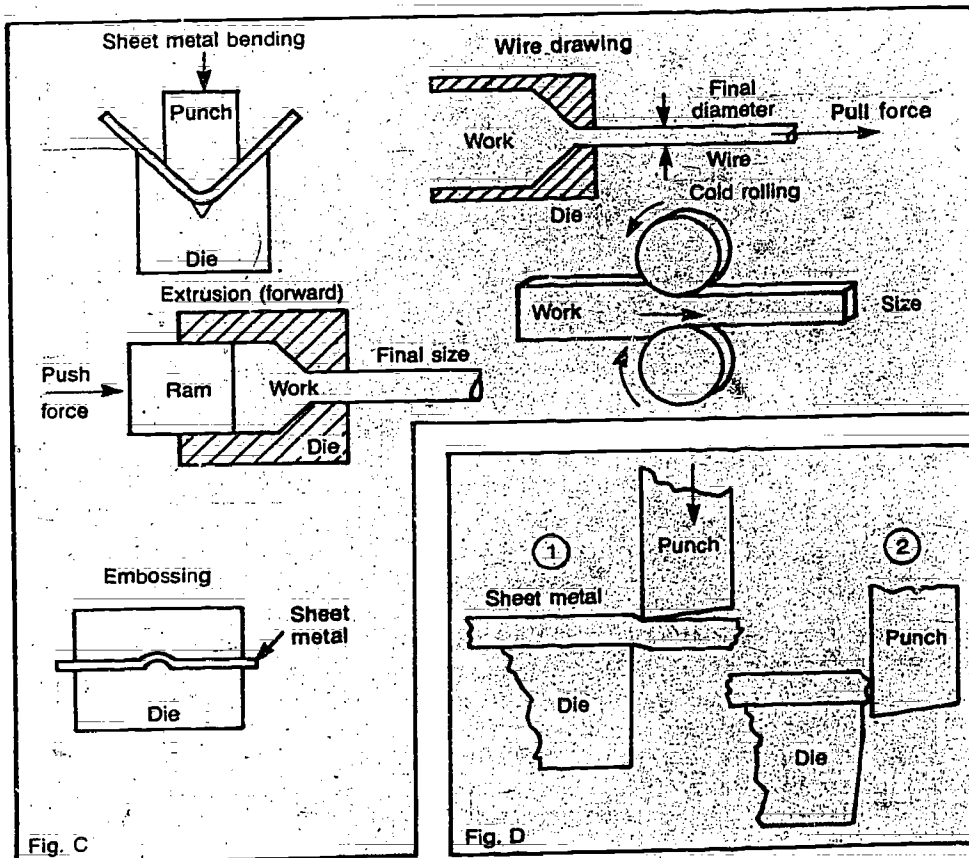 Sheet metal bending
Punch
Die
Wire drawing
Work
Die
Final
diameter
Wire
Pull force
Cold rolling
Work
Size
Extrusion (forward)
Push
force
Ram
Work
Die
Final size
Embossing
Sheet
metal
Die
Fig. C
1
Punch
Sheet metal
Die
2
Punch
Die
Fig. D